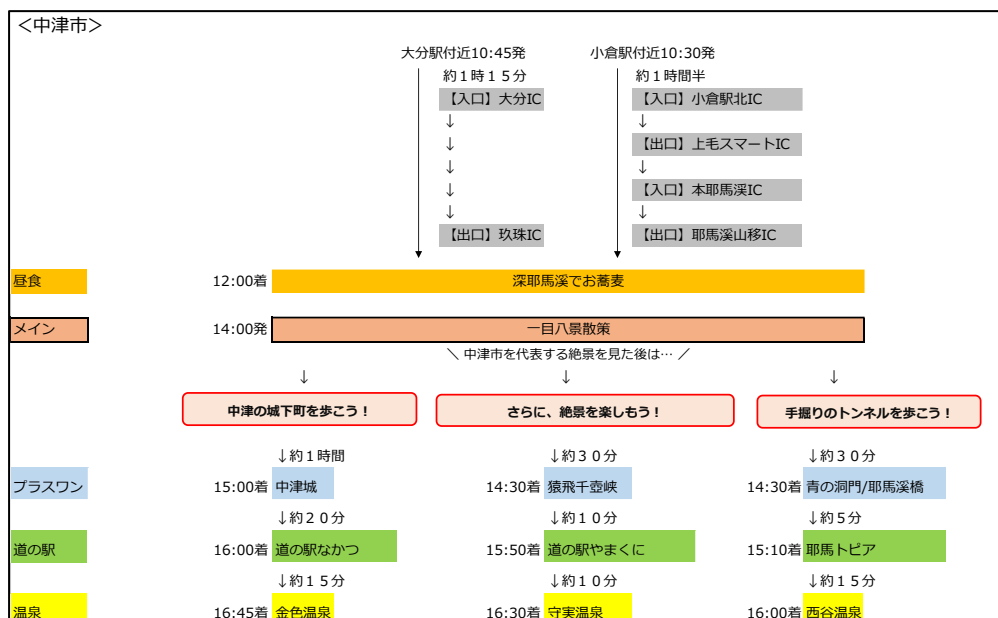 ＜中津市＞
大分駅付近10:45発 小倉駅付近10:30発
約１時１５分 約１時間半
【入口】大分IC 【入口】小倉駅北IC
↓ ↓
↓ 【出口】上毛スマートIC
↓ ↓
↓ 【入口】本耶馬渓IC
↓ ↓
【出口】玖珠IC 【出口】耶馬溪山移IC
昼食 12:00着 深耶馬溪でお蕎麦
メイン 14:00発 一目八景散策
＼ 中津市を代表する絶景を見た後は… ／
↓ ↓ ↓
中津の城下町を歩こう！ さらに、絶景を楽しもう！ 手掘りのトンネルを歩こう！
↓約１時間 ↓約３０分 ↓約３０分
プラスワン 15:00着 中津城 14:30着 猿飛千壺峡 14:30着 青の洞門/耶馬溪橋
↓約２０分 ↓約１０分 ↓約５分
道の駅 16:00着 道の駅なかつ 15:50着 道の駅やまくに 15:10着 耶馬トピア
↓約１５分 ↓約１０分 ↓約１５分
温泉 16:45着 金色温泉 16:30着 守実温泉 16:00着 西谷温泉